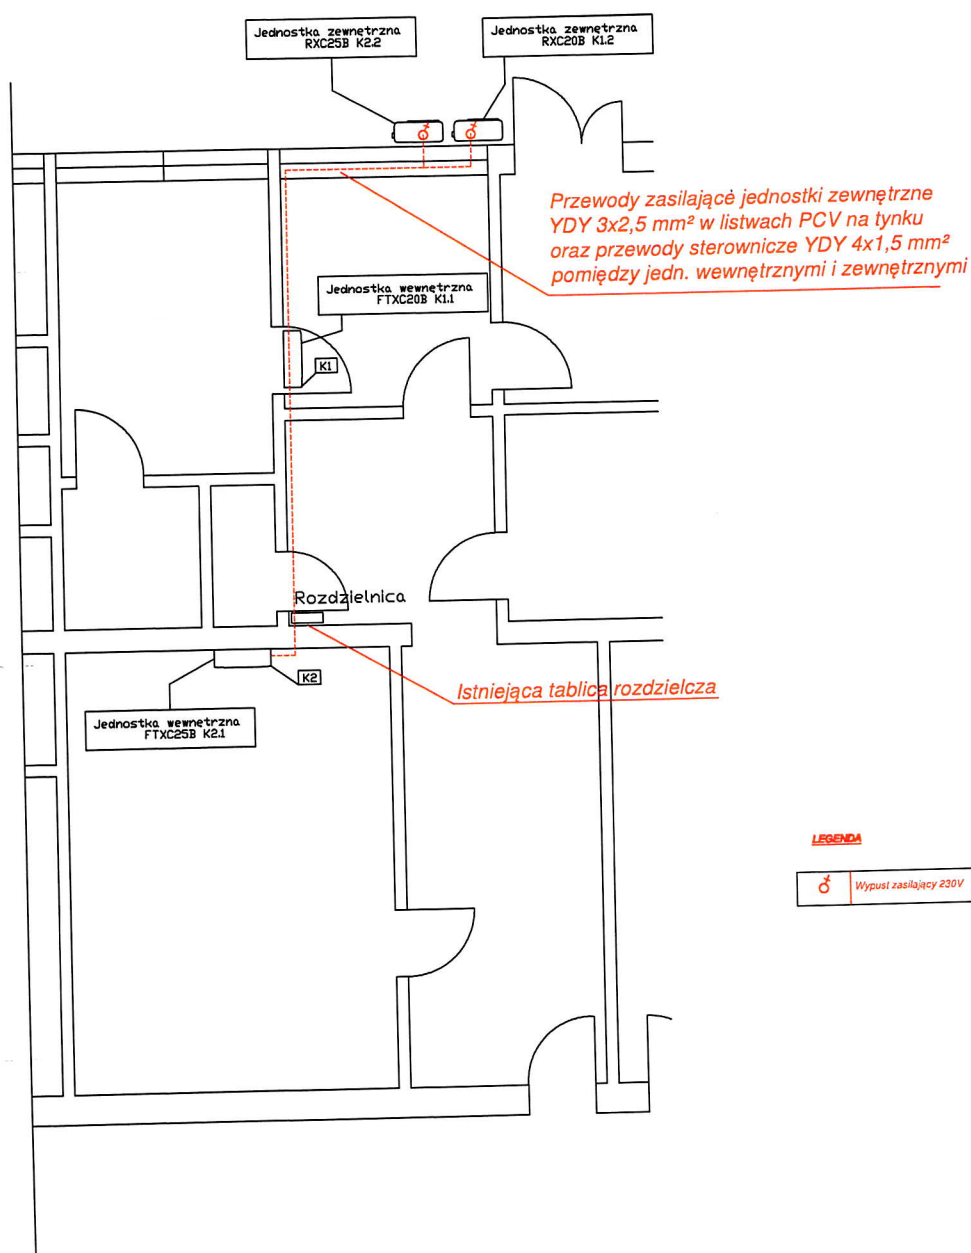 Jednostka zewnętrzna
RXC25B K2.2
Jednostka zewnętrzna
RXC20B K1.2
Przewody zasilające jednostki zewnętrzne
YDY 3x2,5 mm² w listwach PCV na tynku
oraz przewody sterownicze YDY 4x1,5 mm²
pomiędzy jedn. wewnętrznymi i zewnętrznymi
Jednostka wewnętrzna
FTXC20B K1.1
K1
Rozdzielnica
K2
Istniejąca tablica rozdzielcza
Jednostka wewnętrzna
FTXC25B K2.1
LEGENDA
Wypust zasilający 230V